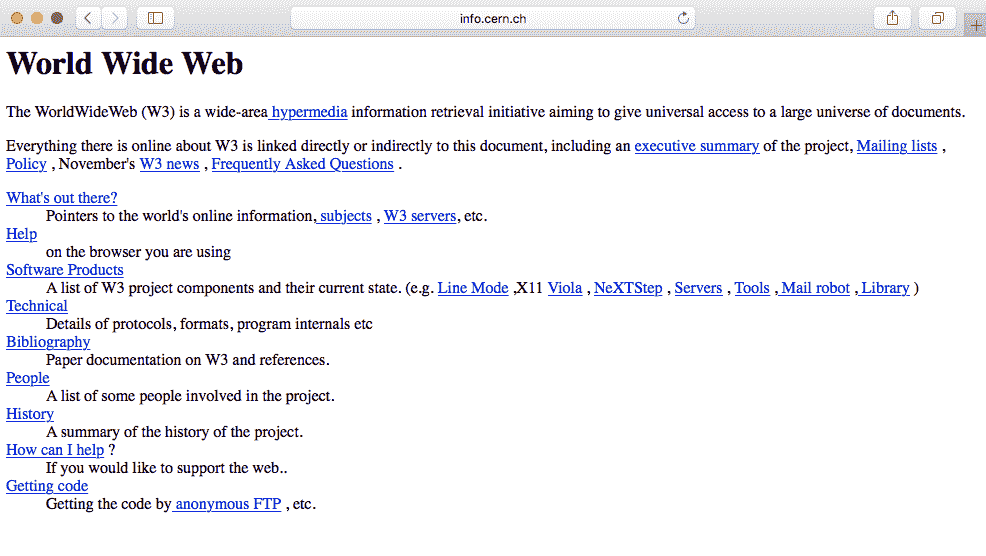 info.cern.ch
World Wide Web
The WorldWideWeb (W3) is a wide-area hypermedia information retrieval initiative aiming to give universal access to a large universe of documents.
Everything there is online about W3 is linked directly or indirectly to this document, including an executive summary of the project, Mailing lists ,
Policy , November's W3 news , Frequently Asked Questions .
What's out there?
Pointers to the world's online information, subjects , W3 servers, etc.
Help
on the browser you are using
Software Products
A list of W3 project components and their current state. (e.g. Line Mode ,X11 Viola , NeXTStep , Servers , Tools , Mail robot , Library )
Technical
Details of protocols, formats, program internals etc
Bibliography
Paper documentation on W3 and references.
People
A list of some people involved in the project.
History
A summary of the history of the project.
How can I help ?
If you would like to support the web..
Getting code
Getting the code by anonymous FTP , etc.